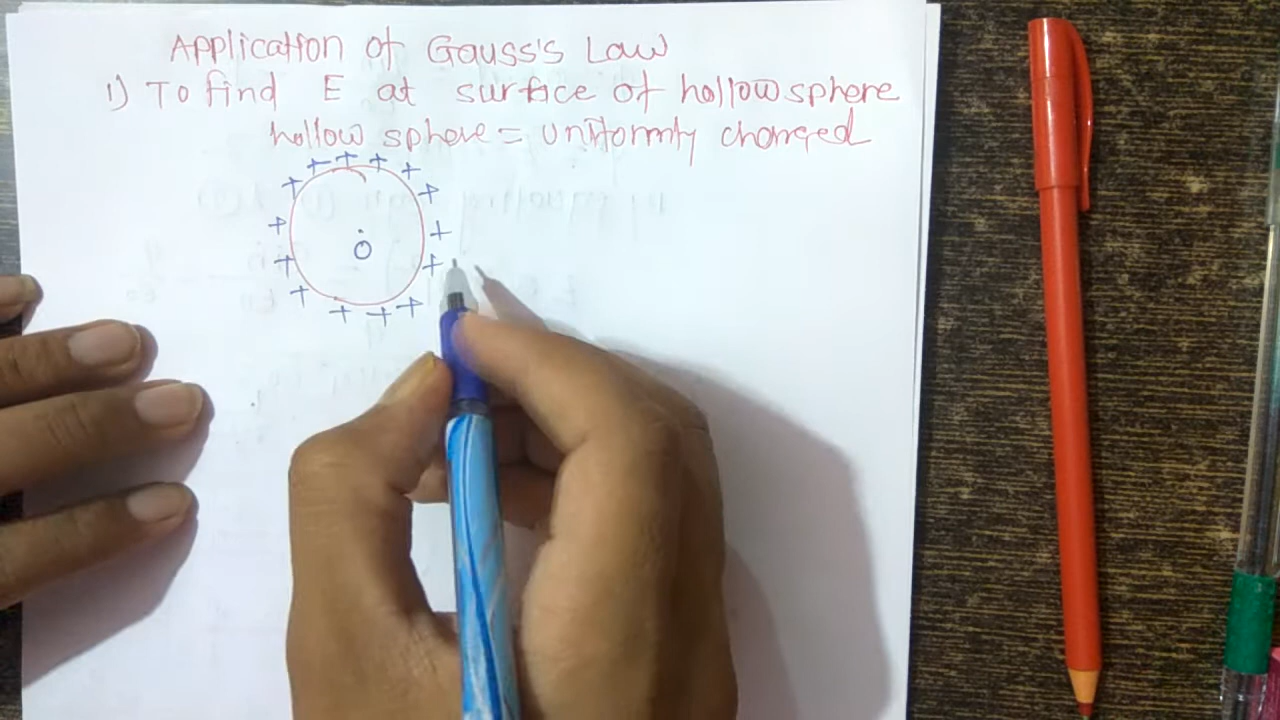 Application of Gauss's Law
1) To find E at surface of hollow sphere
hollow sphere = uniformly charged
+ + + + + + + + + + + + + + +
O